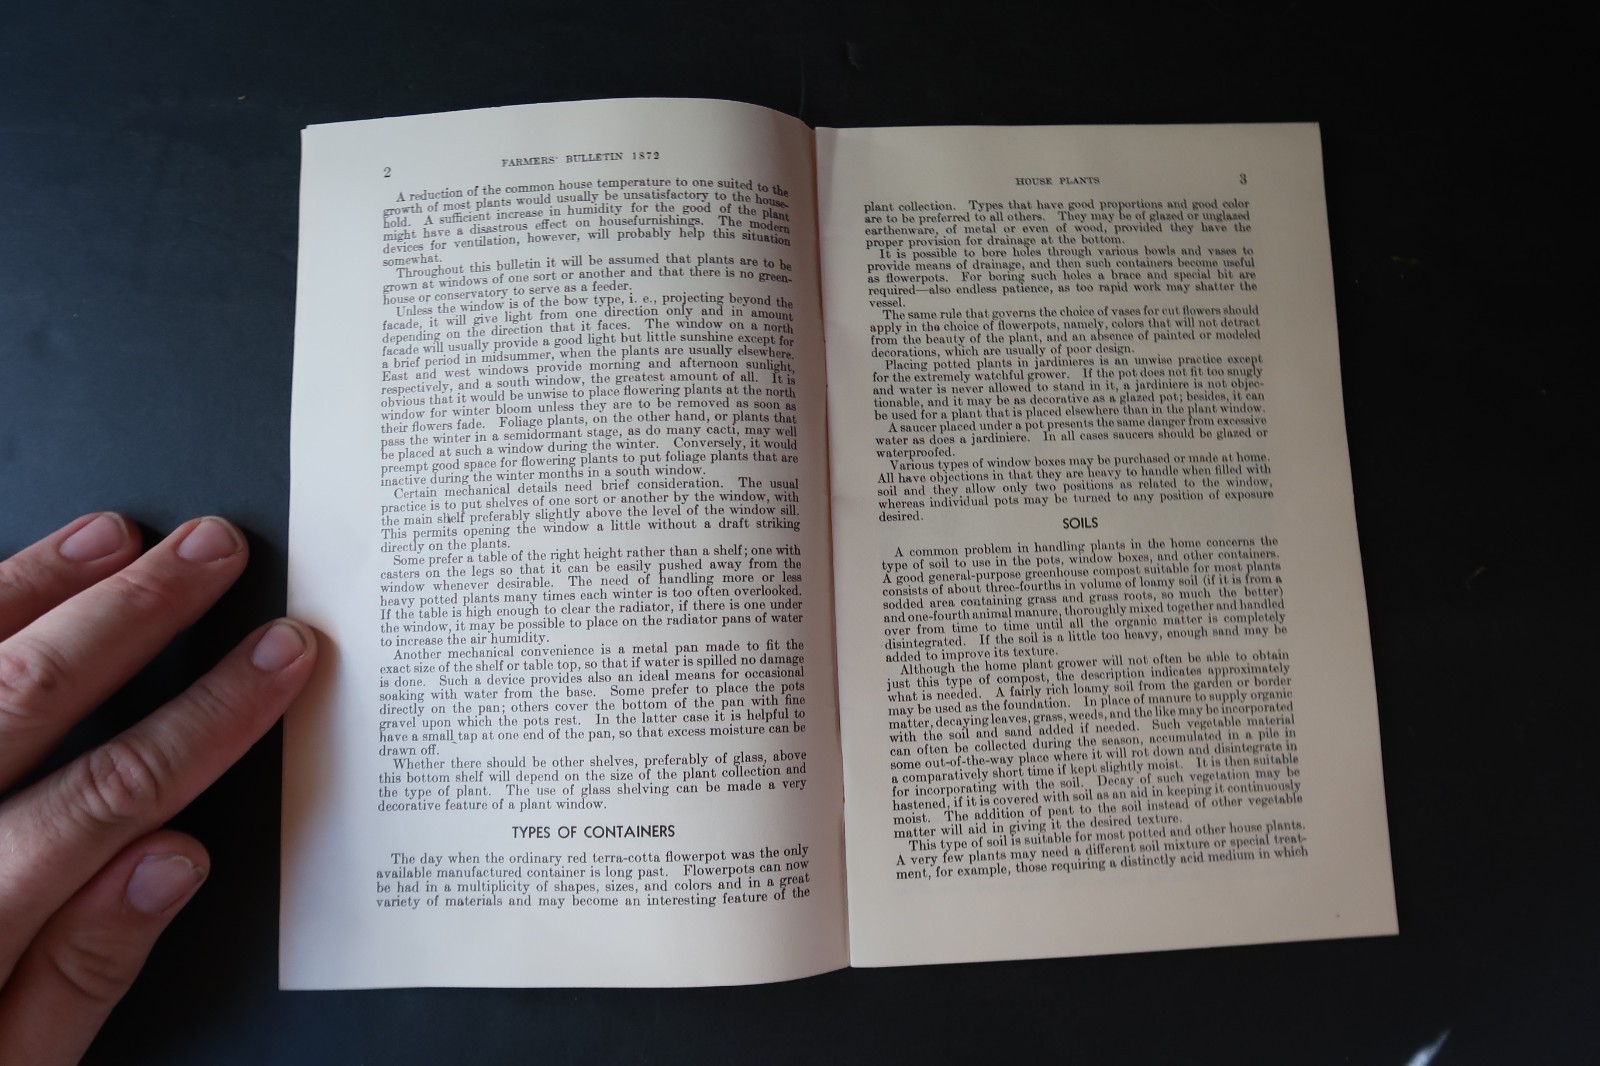 2
FARMERS' BULLETIN 1872
A reduction of the common house temperature to one suited to the
growth of most plants would usually be unsatisfactory to the house-
hold. A sufficient increase in humidity for the good of the plant
might have a disastrous effect on housefurnishings. The modern
devices for ventilation, however, will probably help this situation
somewhat.
Throughout this bulletin it will be assumed that plants are to be
grown at windows of one sort or another and that there is no green-
house or conservatory to serve as a feeder.
Unless the window is of the bow type, i. e., projecting beyond the
facade, it will give light from one direction only and in amount
depending on the direction that it faces. The window on a north
facade will usually provide a good light but little sunshine except for
a brief period in midsummer, when the plants are usually elsewhere.
East and west windows provide morning and afternoon sunlight,
respectively, and a south window, the greatest amount of all. It is
obvious that it would be unwise to place flowering plants at the north
window for winter bloom unless they are to be removed as soon as
their flowers fade. Foliage plants, on the other hand, or plants that
pass the winter in a semidormant stage, as do many cacti, may well
be placed at such a window during the winter. Conversely, it would
preempt good space for flowering plants to put foliage plants that are
inactive during the winter months in a south window.
Certain mechanical details need brief consideration. The usual
practice is to put shelves of one sort or another by the window, with
the main shelf preferably slightly above the level of the window sill.
This permits opening the window a little without a draft striking
directly on the plants.
Some prefer a table of the right height rather than a shelf; one with
casters on the legs so that it can be easily pushed away from the
window whenever desirable. The need of handling more or less
heavy potted plants many times each winter is too often overlooked.
If the table is high enough to clear the radiator, if there is one under
the window, it may be possible to place on the radiator pans of water
to increase the air humidity.
Another mechanical convenience is a metal pan made to fit the
exact size of the shelf or table top, so that if water is spilled no damage
is done. Such a device provides also an ideal means for occasional
soaking with water from the base. Some prefer to place the pots
directly on the pan; others cover the bottom of the pan with fine
gravel upon which the pots rest. In the latter case it is helpful to
have a small tap at one end of the pan, so that excess moisture can be
drawn off.
Whether there should be other shelves, preferably of glass, above
this bottom shelf will depend on the size of the plant collection and
the type of plant. The use of glass shelving can be made a very
decorative feature of a plant window.
TYPES OF CONTAINERS
The day when the ordinary red terra-cotta flowerpot was the only
available manufactured container is long past. Flowerpots can now
be had in a multiplicity of shapes, sizes, and colors and in a great
variety of materials and may become an interesting feature of the
HOUSE PLANTS
3
plant collection. Types that have good proportions and good color
are to be preferred to all others. They may be of glazed or unglazed
earthenware, of metal or even of wood, provided they have the
proper provision for drainage at the bottom.
It is possible to bore holes through various bowls and vases to
provide means of drainage, and then such containers become useful
as flowerpots. For boring such holes a brace and special bit are
required—also endless patience, as too rapid work may shatter the
vessel.
The same rule that governs the choice of vases for cut flowers should
apply in the choice of flowerpots, namely, colors that will not detract
from the beauty of the plant, and an absence of painted or modeled
decorations, which are usually of poor design.
Placing potted plants in jardinieres is an unwise practice except
for the extremely watchful grower. If the pot does not fit too snugly
and water is never allowed to stand in it, a jardiniere is not objec-
tionable, and it may be as decorative as a glazed pot; besides, it can
be used for a plant that is placed elsewhere than in the plant window.
A saucer placed under a pot presents the same danger from excessive
water as does a jardiniere. In all cases saucers should be glazed or
waterproofed.
Various types of window boxes may be purchased or made at home.
All have objections in that they are heavy to handle when filled with
soil and they allow only two positions as related to the window,
whereas individual pots may be turned to any position of exposure
desired.
SOILS
A common problem in handling plants in the home concerns the
type of soil to use in the pots, window boxes, and other containers.
A good general-purpose greenhouse compost suitable for most plants
consists of about three-fourths in volume of loamy soil (if it is from a
sodded area containing grass and grass roots, so much the better)
and one-fourth animal manure, thoroughly mixed together and handled
over from time to time until all the organic matter is completely
disintegrated. If the soil is a little too heavy, enough sand may be
added to improve its texture.
Although the home plant grower will not often be able to obtain
just this type of compost, the description indicates approximately
what is needed. A fairly rich loamy soil from the garden or border
may be used as the foundation. In place of manure to supply organic
matter, decaying leaves, grass, weeds, and the like may be incorporated
with the soil and sand added if needed. Such vegetable material
can often be collected during the season, accumulated in a pile in
some out-of-the-way place where it will rot down and disintegrate in
a comparatively short time if kept slightly moist. It is then suitable
for incorporating with the soil. Decay of such vegetation may be
hastened, if it is covered with soil as an aid in keeping it continuously
moist. The addition of peat to the soil instead of other vegetable
matter will aid in giving it the desired texture.
This type of soil is suitable for most potted and other house plants.
A very few plants may need a different soil mixture or special treat-
ment, for example, those requiring a distinctly acid medium in which